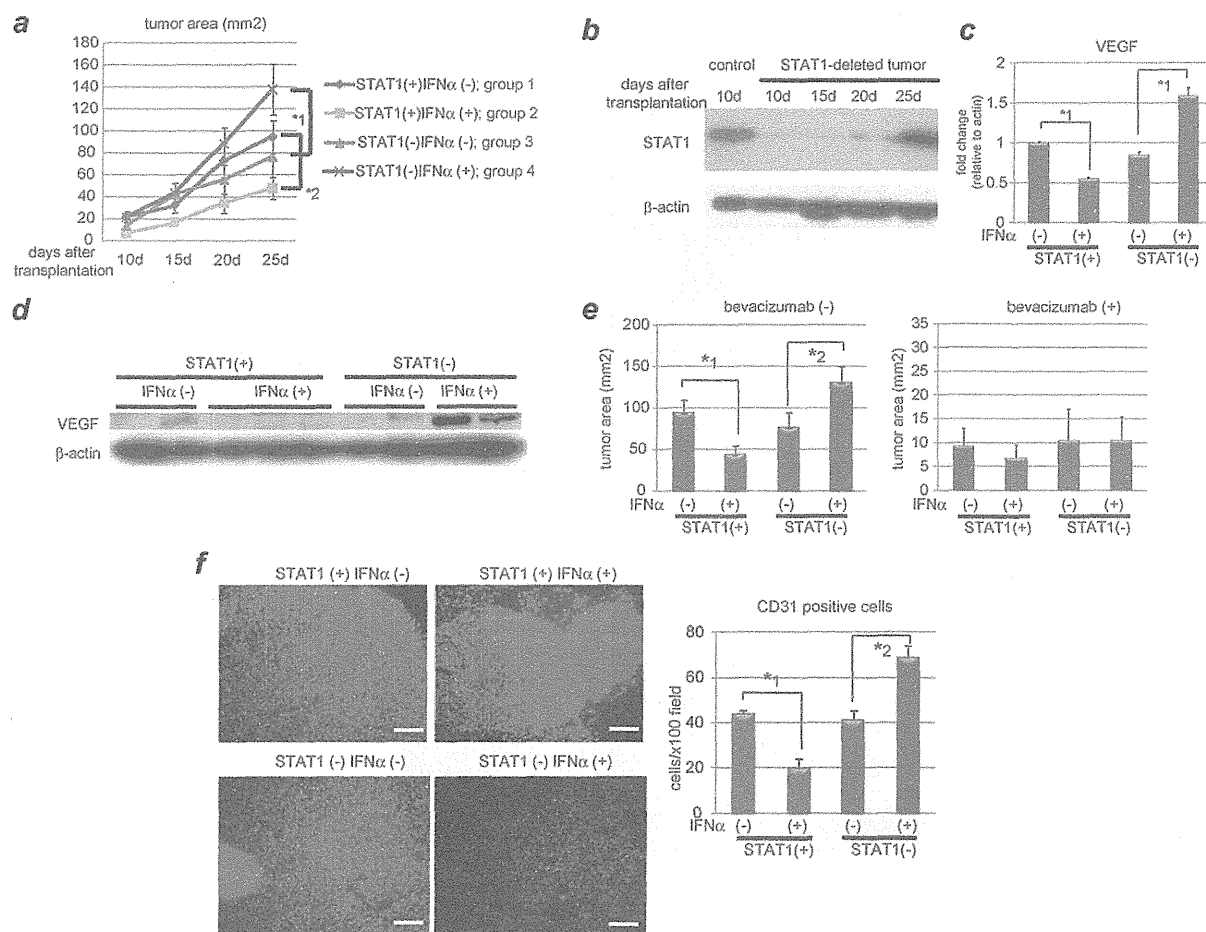 a
tumor area (mm2)
180
160
140
120
100
80
60
40
20
0
*1
*2
STAT1(+)IFNα (-); group 1
STAT1(+)IFNα (+); group 2
STAT1(-)IFNα (-); group 3
STAT1(-)IFNα (+); group 4
days after
transplantation
10d 15d 20d 25d
b
control STAT1-deleted tumor
days after
transplantation
10d 10d 15d 20d 25d
STAT1
β-actin
c
VEGF
fold change
(relative to actin)
2
1.5
1
0.5
0
*1
*1
IFNα (-) (+) (-) (+)
STAT1(+) STAT1(-)
d
STAT1(+) STAT1(-)
IFNα (-) IFNα (+) IFNα (-) IFNα (+)
VEGF
β-actin
e
bevacizumab (-)
tumor area (mm2)
200
150
100
50
0
*1
*2
IFNα (-) (+) (-) (+)
STAT1(+) STAT1(-)
bevacizumab (+)
tumor area (mm2)
35
30
25
20
15
10
5
0
IFNα (-) (+) (-) (+)
STAT1(+) STAT1(-)
f
STAT1 (+) IFNα (-) STAT1 (+) IFNα (+)
STAT1 (-) IFNα (-) STAT1 (-) IFNα (+)
CD31 positive cells
cells/x100 field
80
60
40
20
0
*1
*2
IFNα (-) (+) (-) (+)
STAT1(+) STAT1(-)